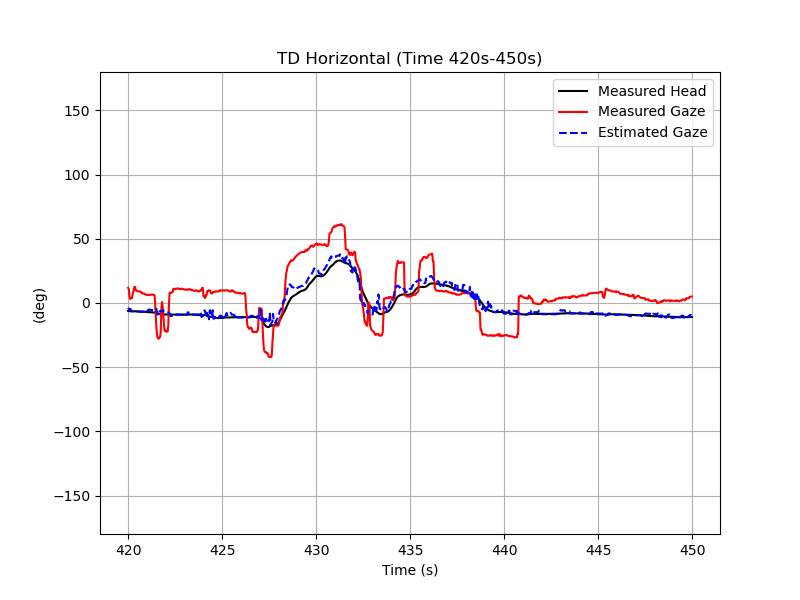 TD Horizontal (Time 420s-450s)
Measured Head
Measured Gaze
Estimated Gaze
150
100
50
0
−50
−100
−150
(deg)
420 425 430 435 440 445 450
Time (s)